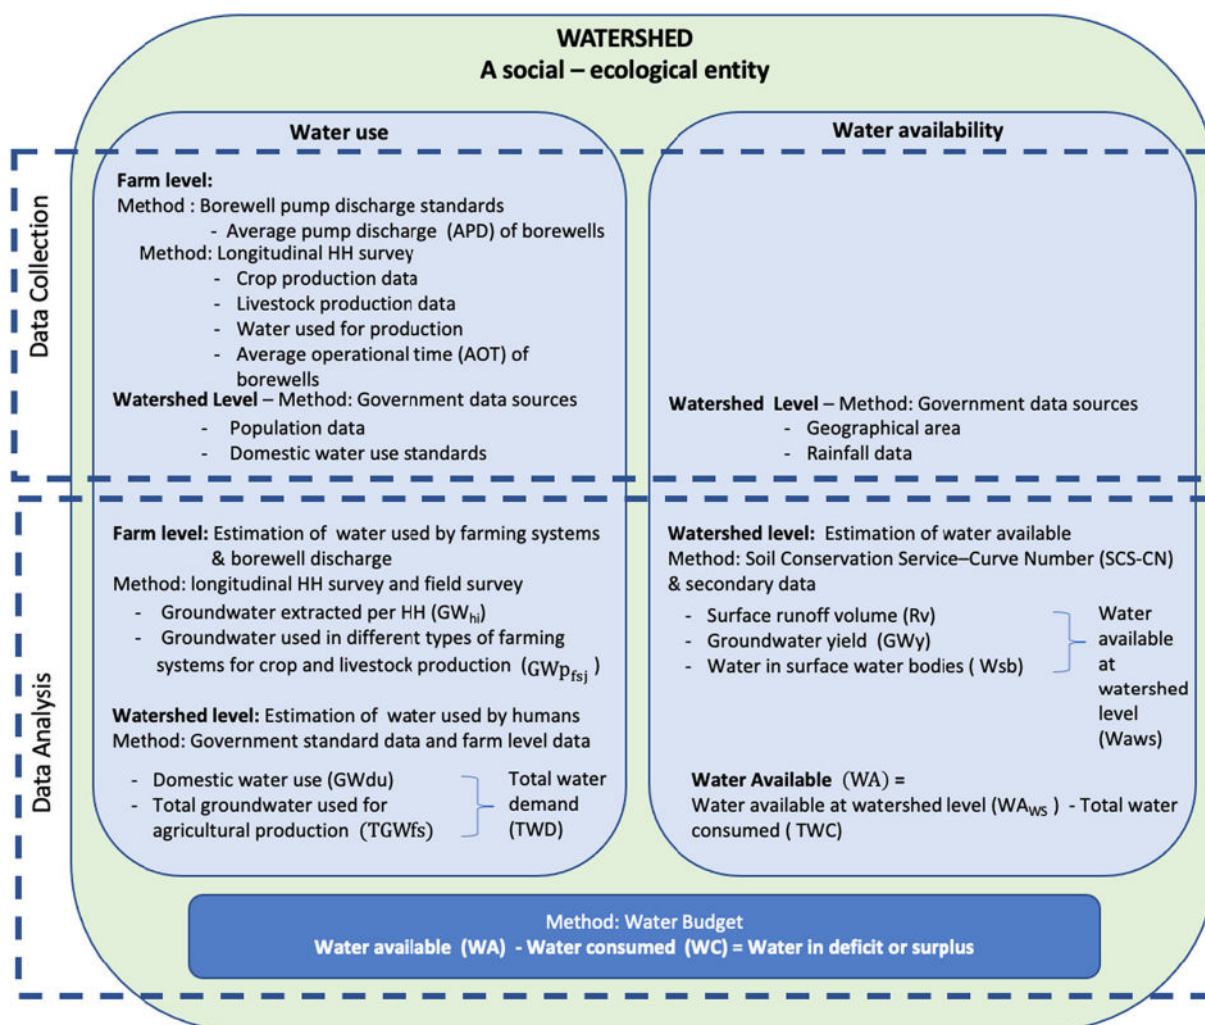 WATERSHED
A social – ecological entity
Water use
Farm level:
Method : Borewell pump discharge standards
- Average pump discharge (APD) of borewells
Method: Longitudinal HH survey
- Crop production data
- Livestock production data
- Water used for production
- Average operational time (AOT) of
borewells
Watershed Level – Method: Government data sources
- Population data
- Domestic water use standards
Water availability
Watershed Level – Method: Government data sources
- Geographical area
- Rainfall data
Data Collection
Farm level: Estimation of water used by farming systems
& borewell discharge
Method: longitudinal HH survey and field survey
- Groundwater extracted per HH (GWhi)
- Groundwater used in different types of farming
systems for crop and livestock production (GWpfsj )
Watershed level: Estimation of water used by humans
Method: Government standard data and farm level data
- Domestic water use (GWdu)
- Total groundwater used for
agricultural production (TGWfs)
Total water
demand
(TWD)
Watershed level: Estimation of water available
Method: Soil Conservation Service–Curve Number (SCS-CN)
& secondary data
- Surface runoff volume (Rv)
- Groundwater yield (GWy)
- Water in surface water bodies ( Wsb)
Water
available
at
watershed
level
(Waws)
Water Available (WA) =
Water available at watershed level (WAWS ) - Total water
consumed ( TWC)
Data Analysis
Method: Water Budget
Water available (WA) - Water consumed (WC) = Water in deficit or surplus